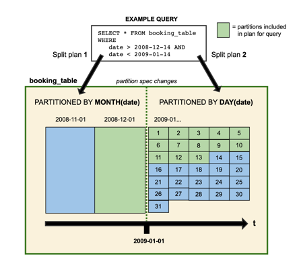 EXAMPLE QUERY
SELECT * FROM booking_table
WHERE
date > 2008-12-14 AND
date < 2009-01-14
= partitions included
in plan for query
Split plan 1
Split plan 2
booking_table
partition spec changes
PARTITIONED BY MONTH(date)
PARTITIONED BY DAY(date)
2008-11-01
2008-12-01
2009-01...
1 2 3 4 5
6 7 8 9 10
11 12 13 14 15
16 17 18 19 20
21 22 23 24 25
26 27 28 29 30
31
t
2009-01-01